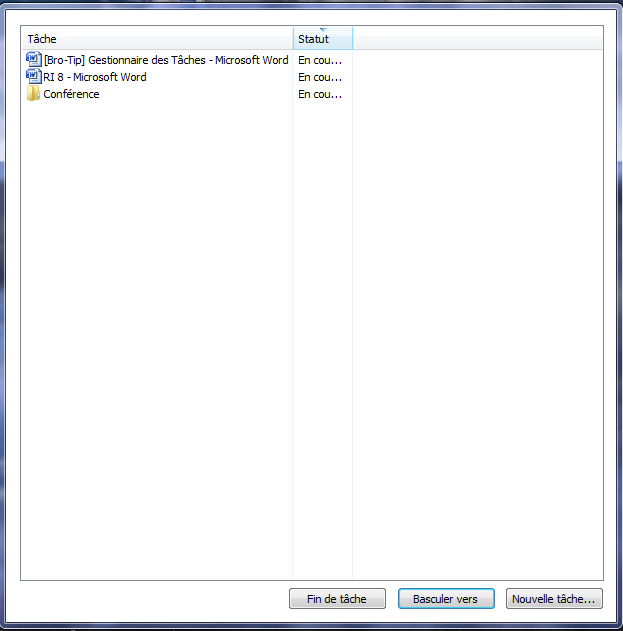 Tâche Statut
[Bro-Tip] Gestionnaire des Tâches - Microsoft Word En cou...
RI 8 - Microsoft Word En cou...
Conférence En cou...
Fin de tâche Basculer vers Nouvelle tâche...